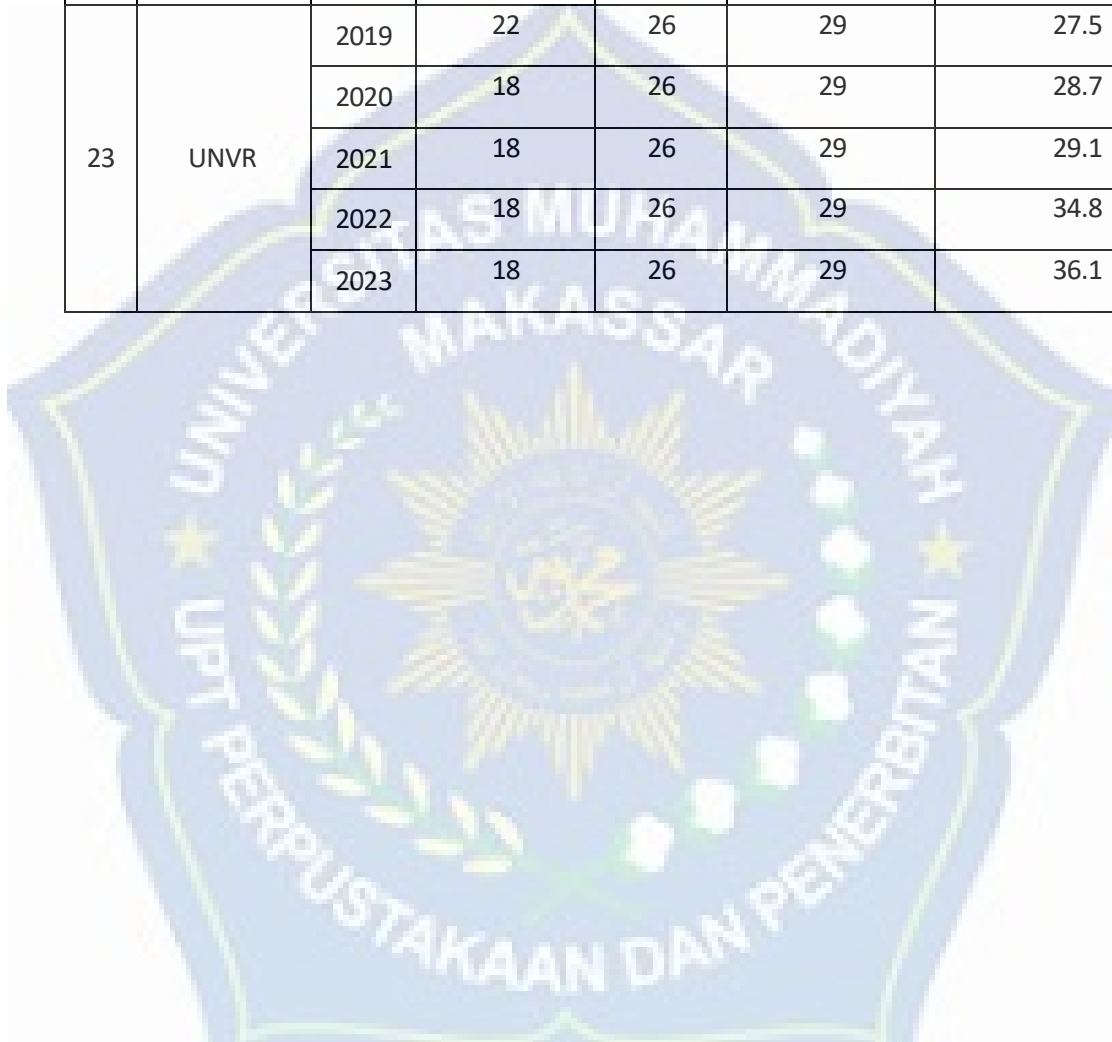 2019 22 26 29 27.5
2020 18 26 29 28.7
23 UNVR 2021 18 26 29 29.1
2022 18 26 29 34.8
2023 18 26 29 36.1
UNIVERSITAS MUHAMMADIYAH
MAKASSAR
UPT PERPUSTAKAAN DAN PENERBITAN